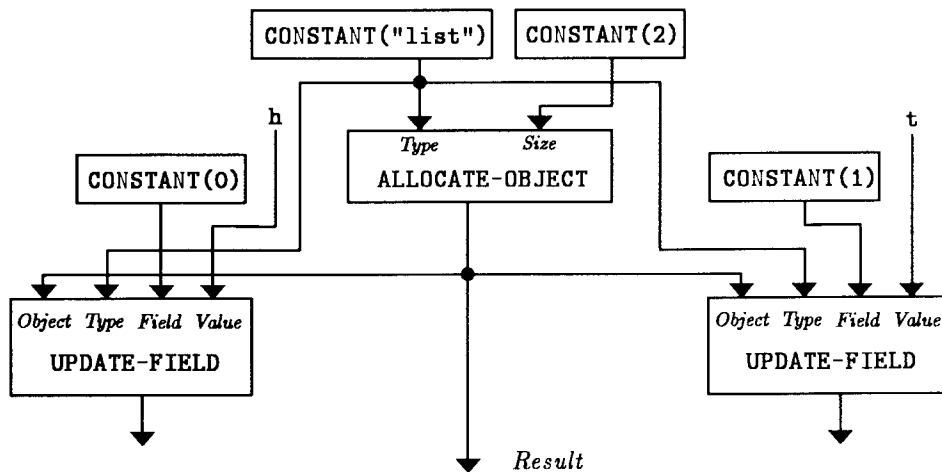 CONSTANT("list") CONSTANT(2)
h t
Type Size
ALLOCATE-OBJECT
CONSTANT(0) CONSTANT(1)
Object Type Field Value
UPDATE-FIELD
Object Type Field Value
UPDATE-FIELD
Result